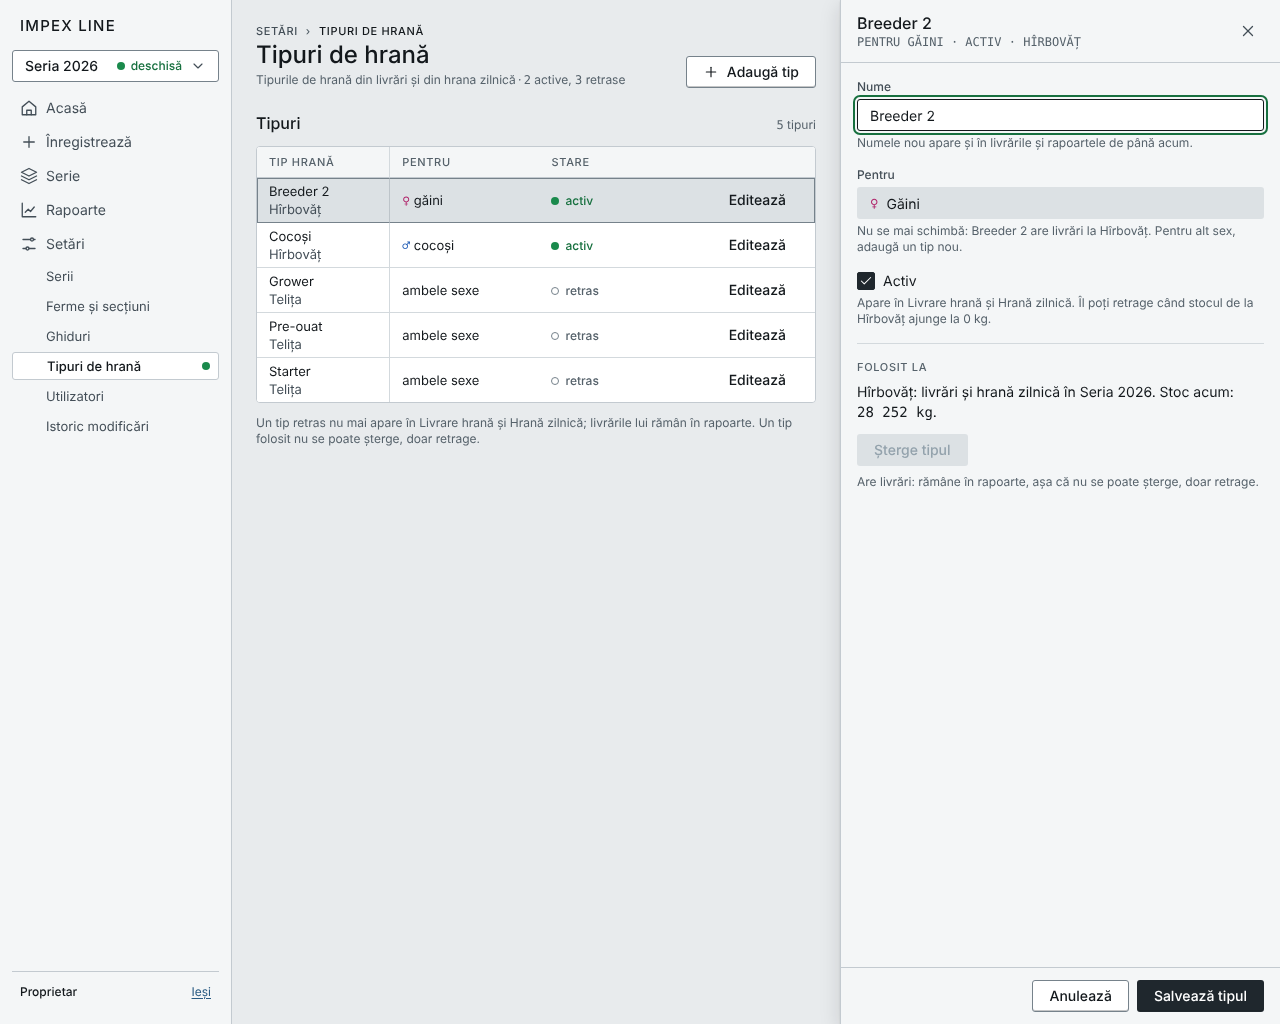 IMPEX LINE
Seria 2026 deschisă
Acasă
Înregistrează
Serie
Rapoarte
Setări
Serii
Ferme și secțiuni
Ghiduri
Tipuri de hrană
Utilizatori
Istoric modificări
Proprietar Ieși
SETĂRI › TIPURI DE HRANĂ
Tipuri de hrană
Tipurile de hrană din livrări și din hrana zilnică · 2 active, 3 retrase
Adaugă tip
Tipuri 5 tipuri
TIP HRANĂ PENTRU STARE
Breeder 2
Hîrbovăț
♀ găini activ Editează
Cocoși
Hîrbovăț
♂ cocoși activ Editează
Grower
Telița
ambele sexe retras Editează
Pre-ouat
Telița
ambele sexe retras Editează
Starter
Telița
ambele sexe retras Editează
Un tip retras nu mai apare în Livrare hrană și Hrană zilnică; livrările lui rămân în rapoarte. Un tip
folosit nu se poate șterge, doar retrage.
Breeder 2
PENTRU GĂINI · ACTIV · HÎRBOVĂȚ
Nume
Breeder 2
Numele nou apare și în livrările și rapoartele de până acum.
Pentru
♀ Găini
Nu se mai schimbă: Breeder 2 are livrări la Hîrbovăț. Pentru alt sex,
adaugă un tip nou.
Activ
Apare în Livrare hrană și Hrană zilnică. Îl poți retrage când stocul de la
Hîrbovăț ajunge la 0 kg.
FOLOSIT LA
Hîrbovăț: livrări și hrană zilnică în Seria 2026. Stoc acum:
28 252 kg.
Șterge tipul
Are livrări: rămâne în rapoarte, așa că nu se poate șterge, doar retrage.
Anulează Salvează tipul